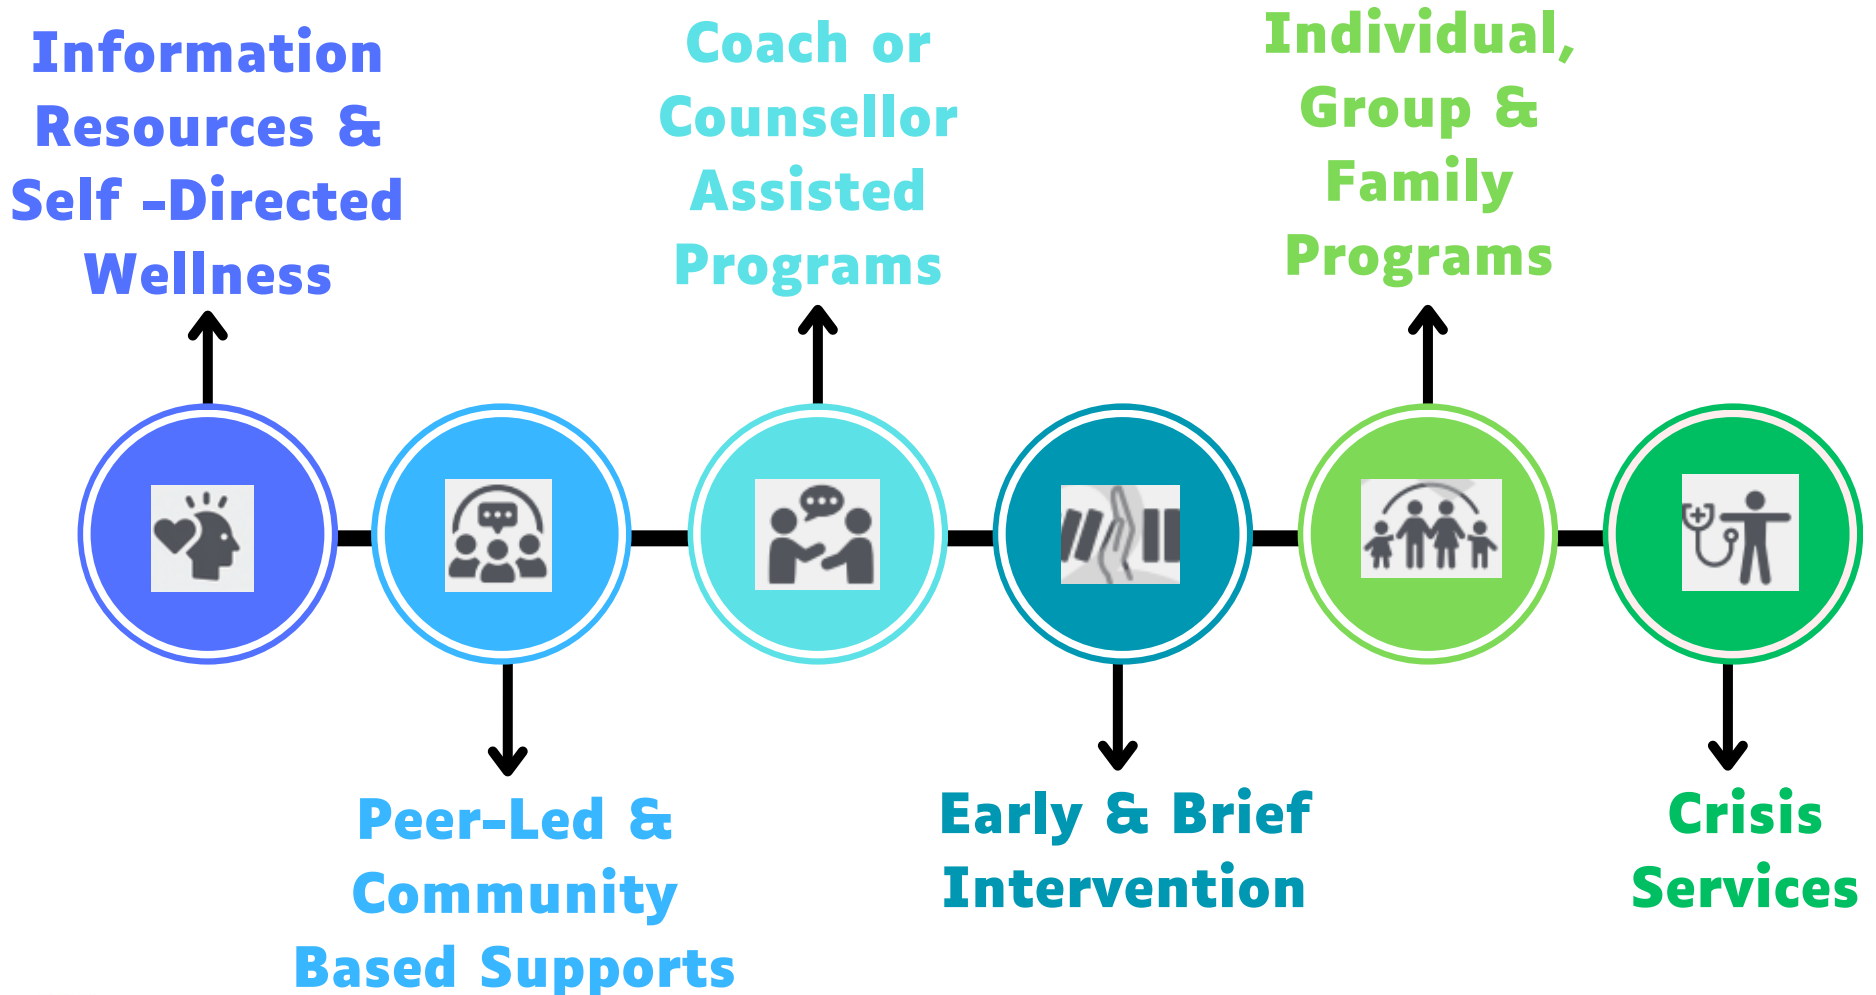 Information
Resources &
Self -Directed
Wellness
Peer-Led &
Community
Based Supports
Coach or
Counsellor
Assisted
Programs
Early & Brief
Intervention
Individual,
Group &
Family
Programs
Crisis
Services